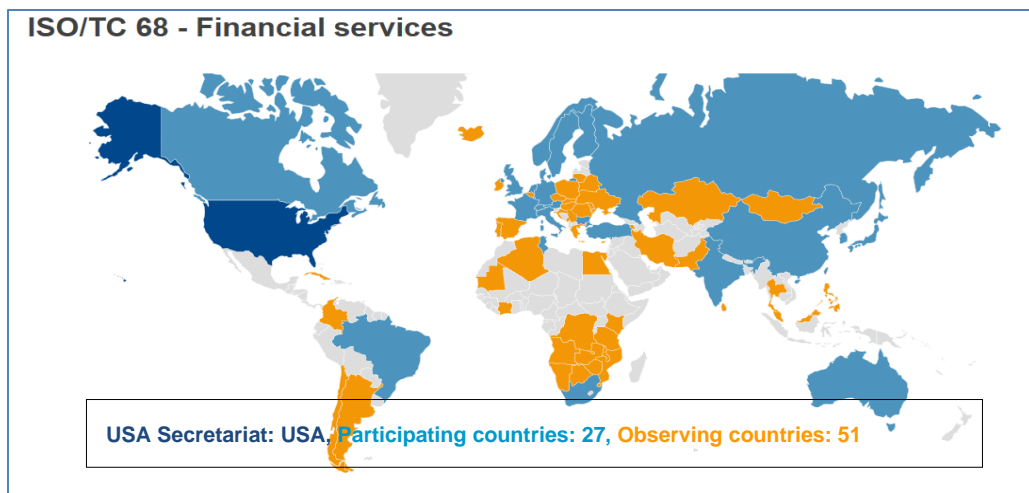 ISO/TC 68 - Financial services
USA Secretariat: USA, Participating countries: 27, Observing countries: 51